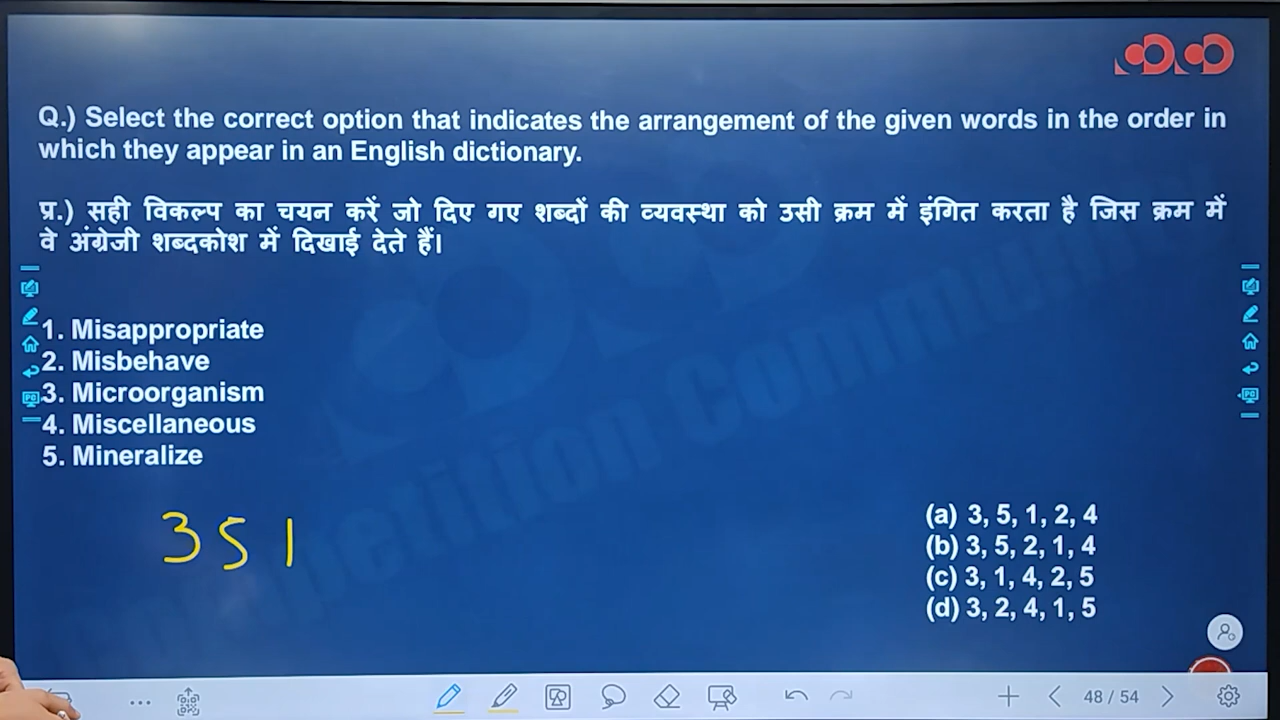 Q.) Select the correct option that indicates the arrangement of the given words in the order in
which they appear in an English dictionary.
प्र.) सही विकल्प का चयन करें जो दिए गए शब्दों की व्यवस्था को उसी क्रम में इंगित करता है जिस क्रम में
वे अंग्रेजी शब्दकोश में दिखाई देते हैं।
1. Misappropriate
2. Misbehave
3. Microorganism
4. Miscellaneous
5. Mineralize
3 5 1
(a) 3, 5, 1, 2, 4
(b) 3, 5, 2, 1, 4
(c) 3, 1, 4, 2, 5
(d) 3, 2, 4, 1, 5
48 / 54